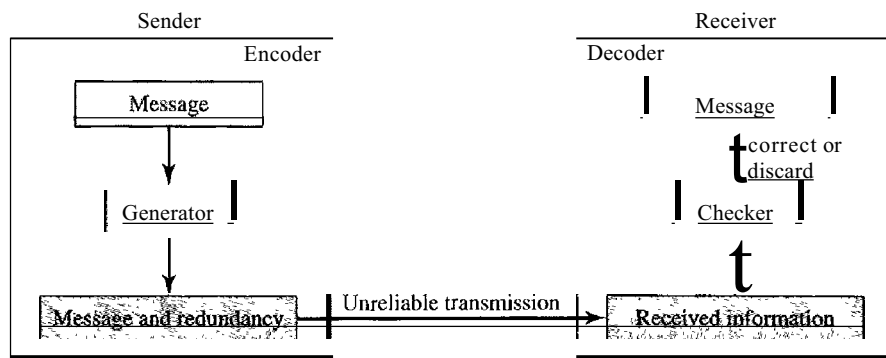 Sender
Receiver
Encoder
Decoder
Message
Message
t correct or
discard
Generator
Checker
t
Unreliable transmission
Message and redundancy
Received information